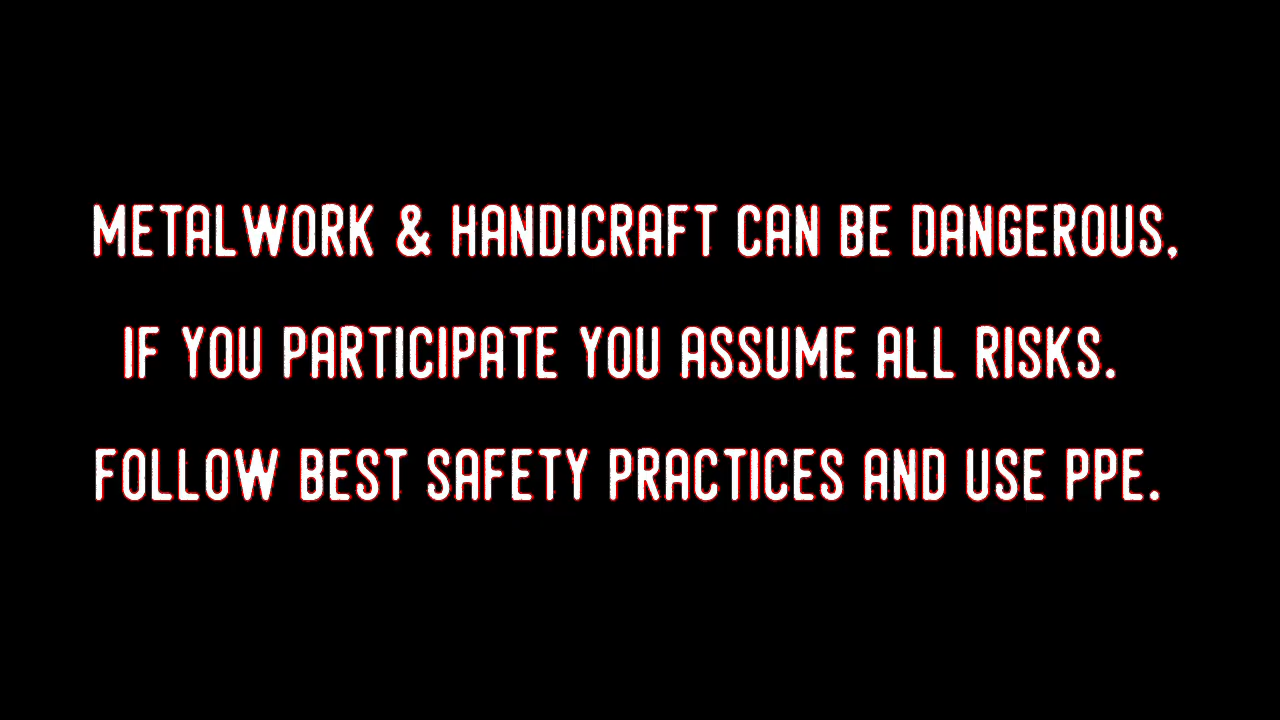 METALWORK & HANDICRAFT CAN BE DANGEROUS,
IF YOU PARTICIPATE YOU ASSUME ALL RISKS.
FOLLOW BEST SAFETY PRACTICES AND USE PPE.